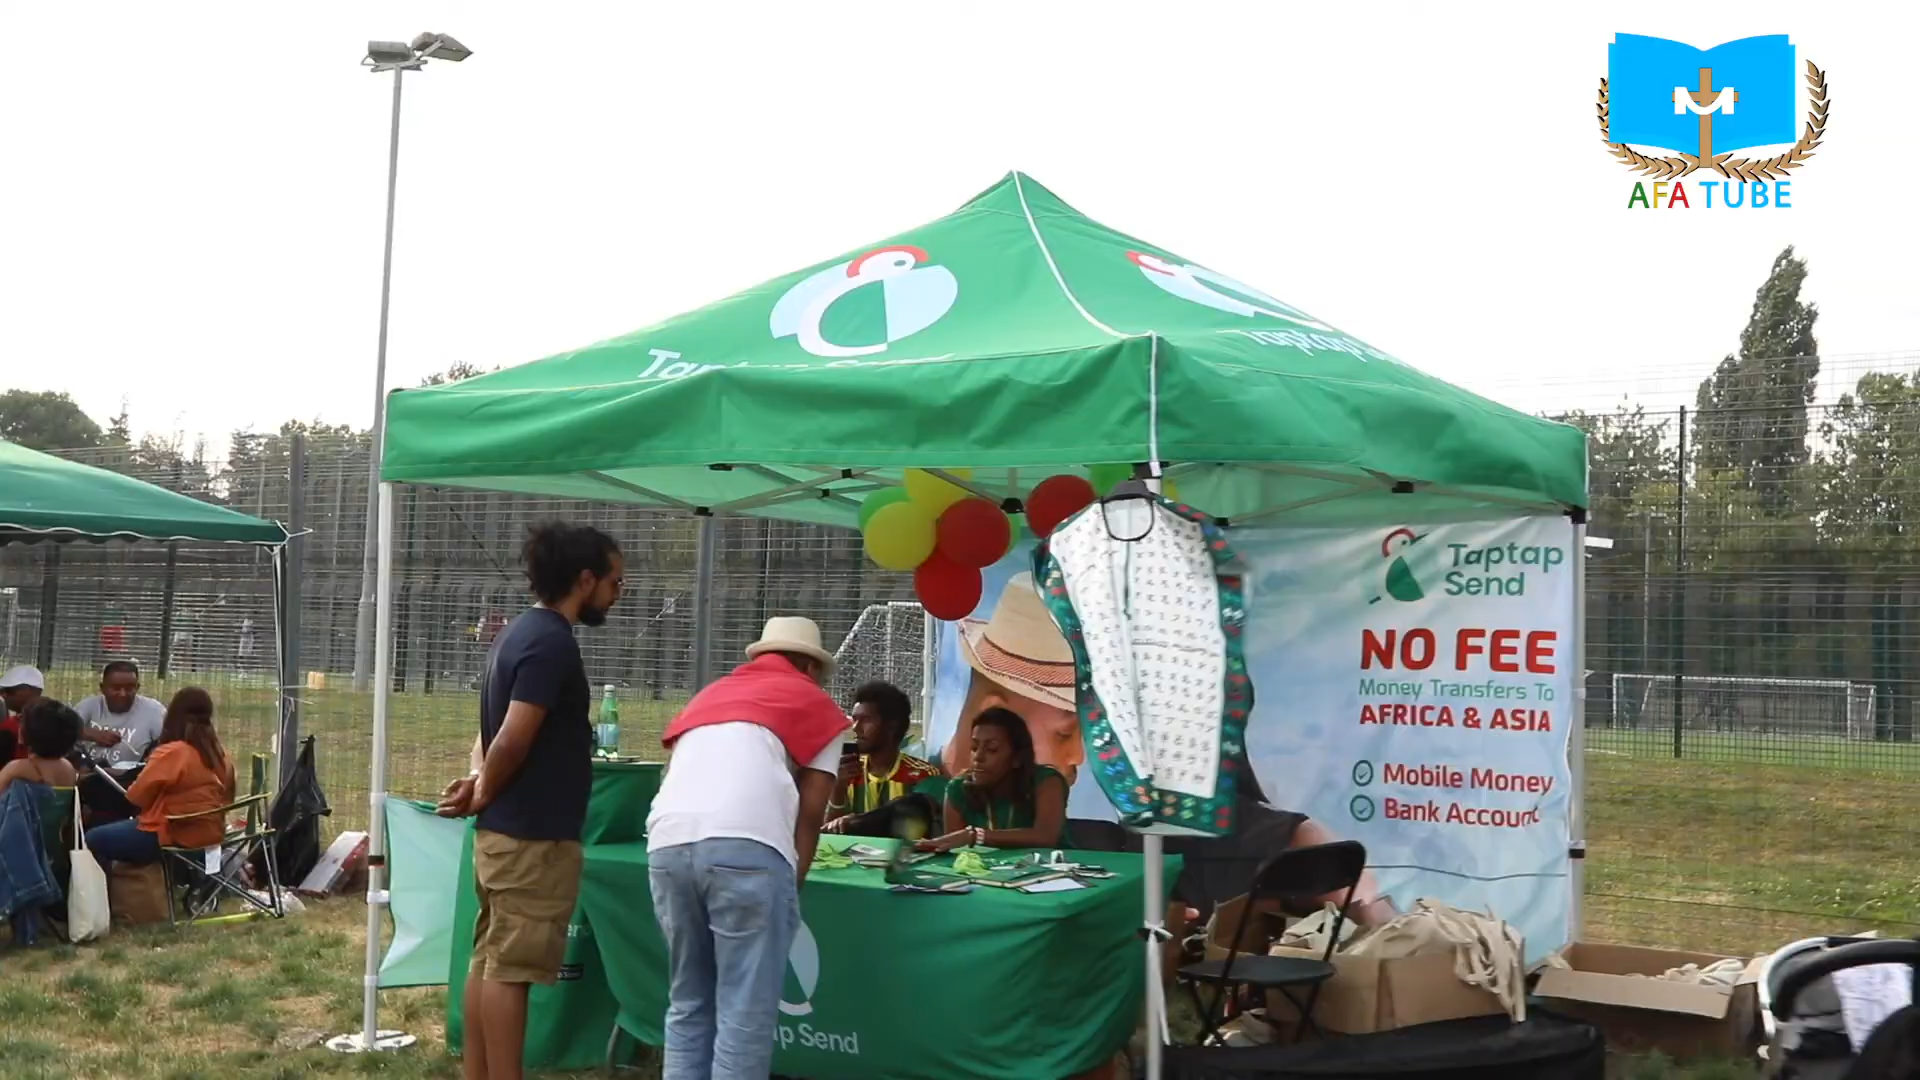 AFA TUBE
Taptap
Send
NO FEE
Money Transfers To
AFRICA & ASIA
Mobile Money
Bank Account
Send